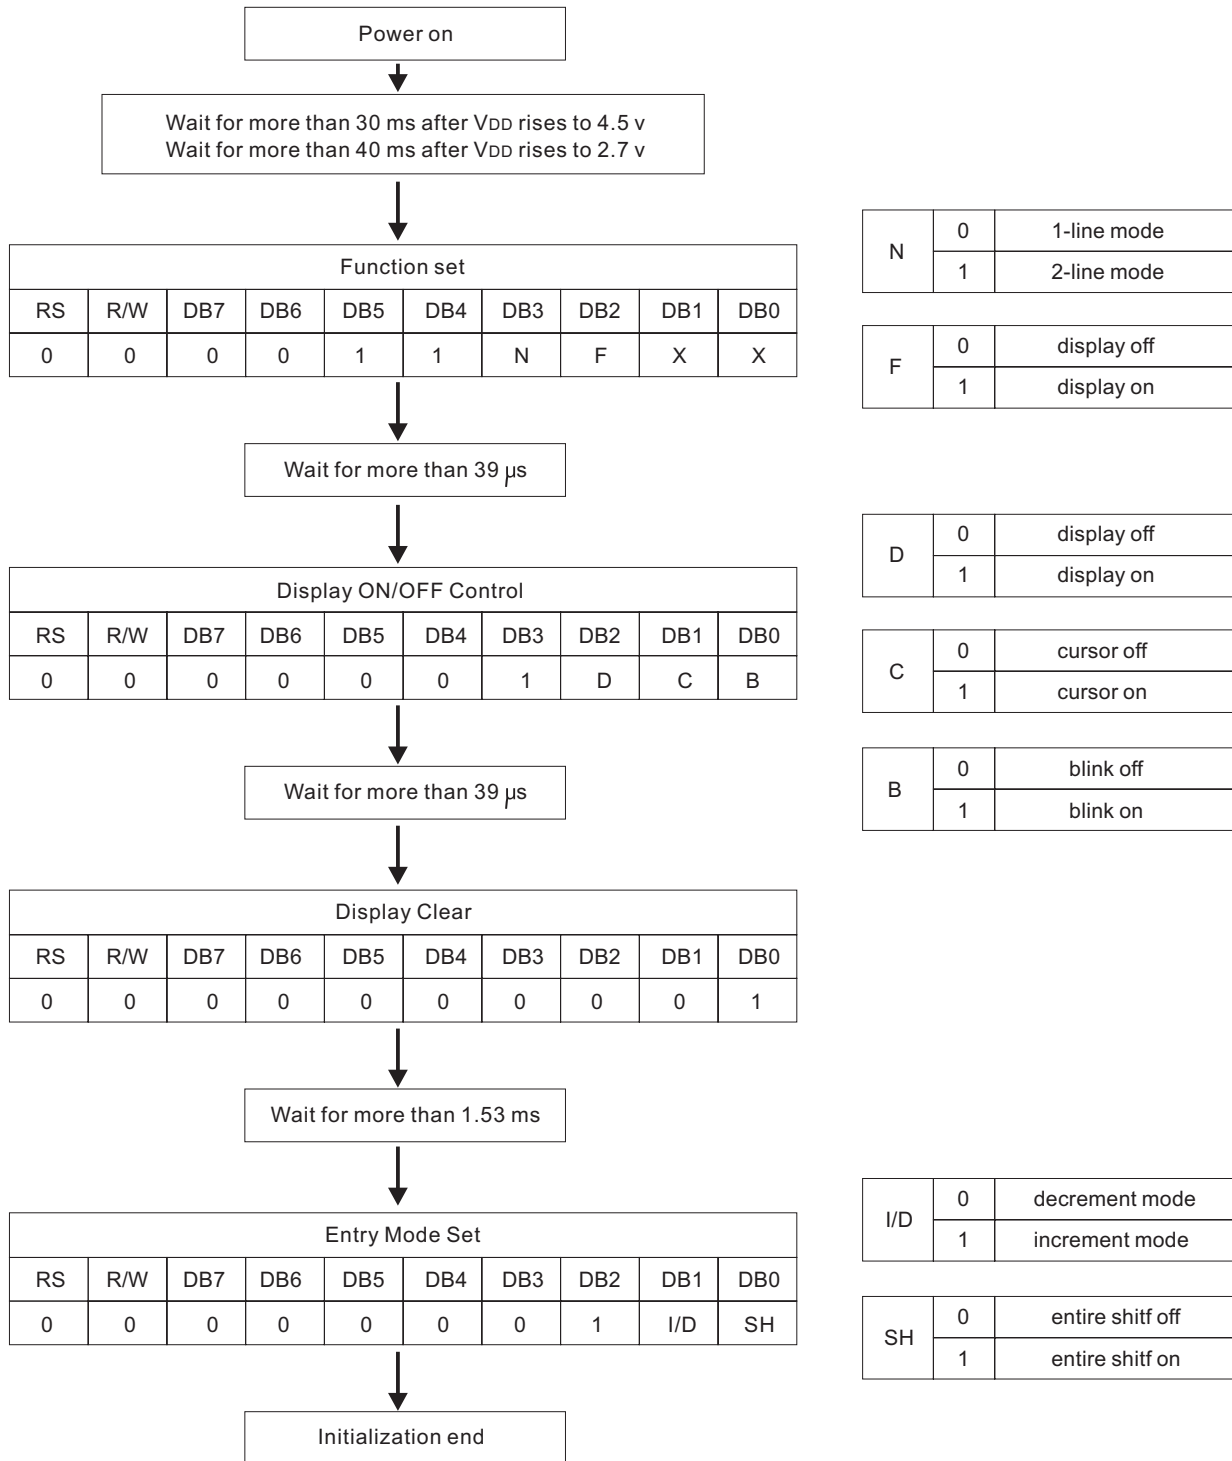 Power on
Wait for more than 30 ms after VDD rises to 4.5 v
Wait for more than 40 ms after VDD rises to 2.7 v
Function set
RS R/W DB7 DB6 DB5 DB4 DB3 DB2 DB1 DB0
0 0 0 0 1 1 N F X X
N 0 1-line mode
1 2-line mode
F 0 display off
1 display on
Wait for more than 39 µs
Display ON/OFF Control
RS R/W DB7 DB6 DB5 DB4 DB3 DB2 DB1 DB0
0 0 0 0 0 0 1 D C B
D 0 display off
1 display on
C 0 cursor off
1 cursor on
B 0 blink off
1 blink on
Wait for more than 39 µs
Display Clear
RS R/W DB7 DB6 DB5 DB4 DB3 DB2 DB1 DB0
0 0 0 0 0 0 0 0 0 1
Wait for more than 1.53 ms
Entry Mode Set
RS R/W DB7 DB6 DB5 DB4 DB3 DB2 DB1 DB0
0 0 0 0 0 0 0 1 I/D SH
I/D 0 decrement mode
1 increment mode
SH 0 entire shitf off
1 entire shitf on
Initialization end